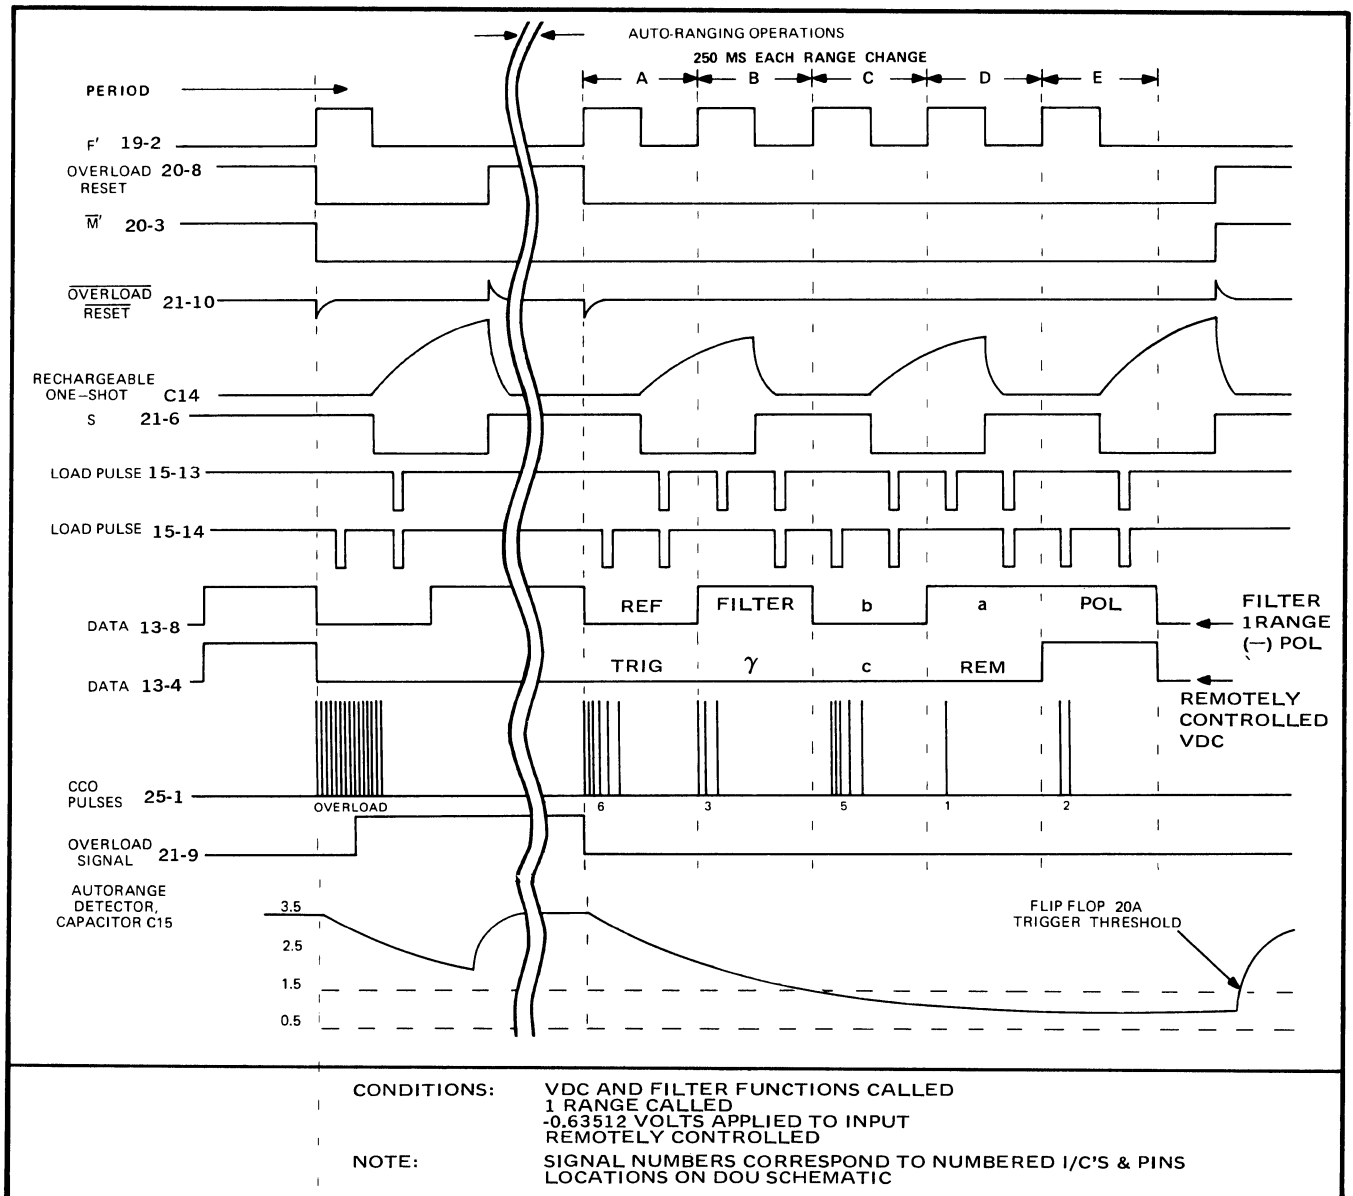 AUTO-RANGING OPERATIONS
250 MS EACH RANGE CHANGE
A B C D E
PERIOD
F' 19-2
OVERLOAD 20-8
RESET
M̅' 20-3
OVERLOAD 21-10
RESET
RECHARGEABLE
ONE-SHOT C14
S 21-6
LOAD PULSE 15-13
LOAD PULSE 15-14
DATA 13-8
REF FILTER b a POL
FILTER
1RANGE
(—) POL
DATA 13-4
TRIG γ c REM
REMOTELY
CONTROLLED
VDC
CCO
PULSES 25-1
OVERLOAD 6 3 5 1 2
OVERLOAD
SIGNAL 21-9
AUTORANGE
DETECTOR,
CAPACITOR C15
3.5
2.5
1.5
0.5
FLIP FLOP 20A
TRIGGER THRESHOLD
CONDITIONS: VDC AND FILTER FUNCTIONS CALLED
1 RANGE CALLED
-0.63512 VOLTS APPLIED TO INPUT
REMOTELY CONTROLLED
NOTE: SIGNAL NUMBERS CORRESPOND TO NUMBERED I/C'S & PINS
LOCATIONS ON DOU SCHEMATIC